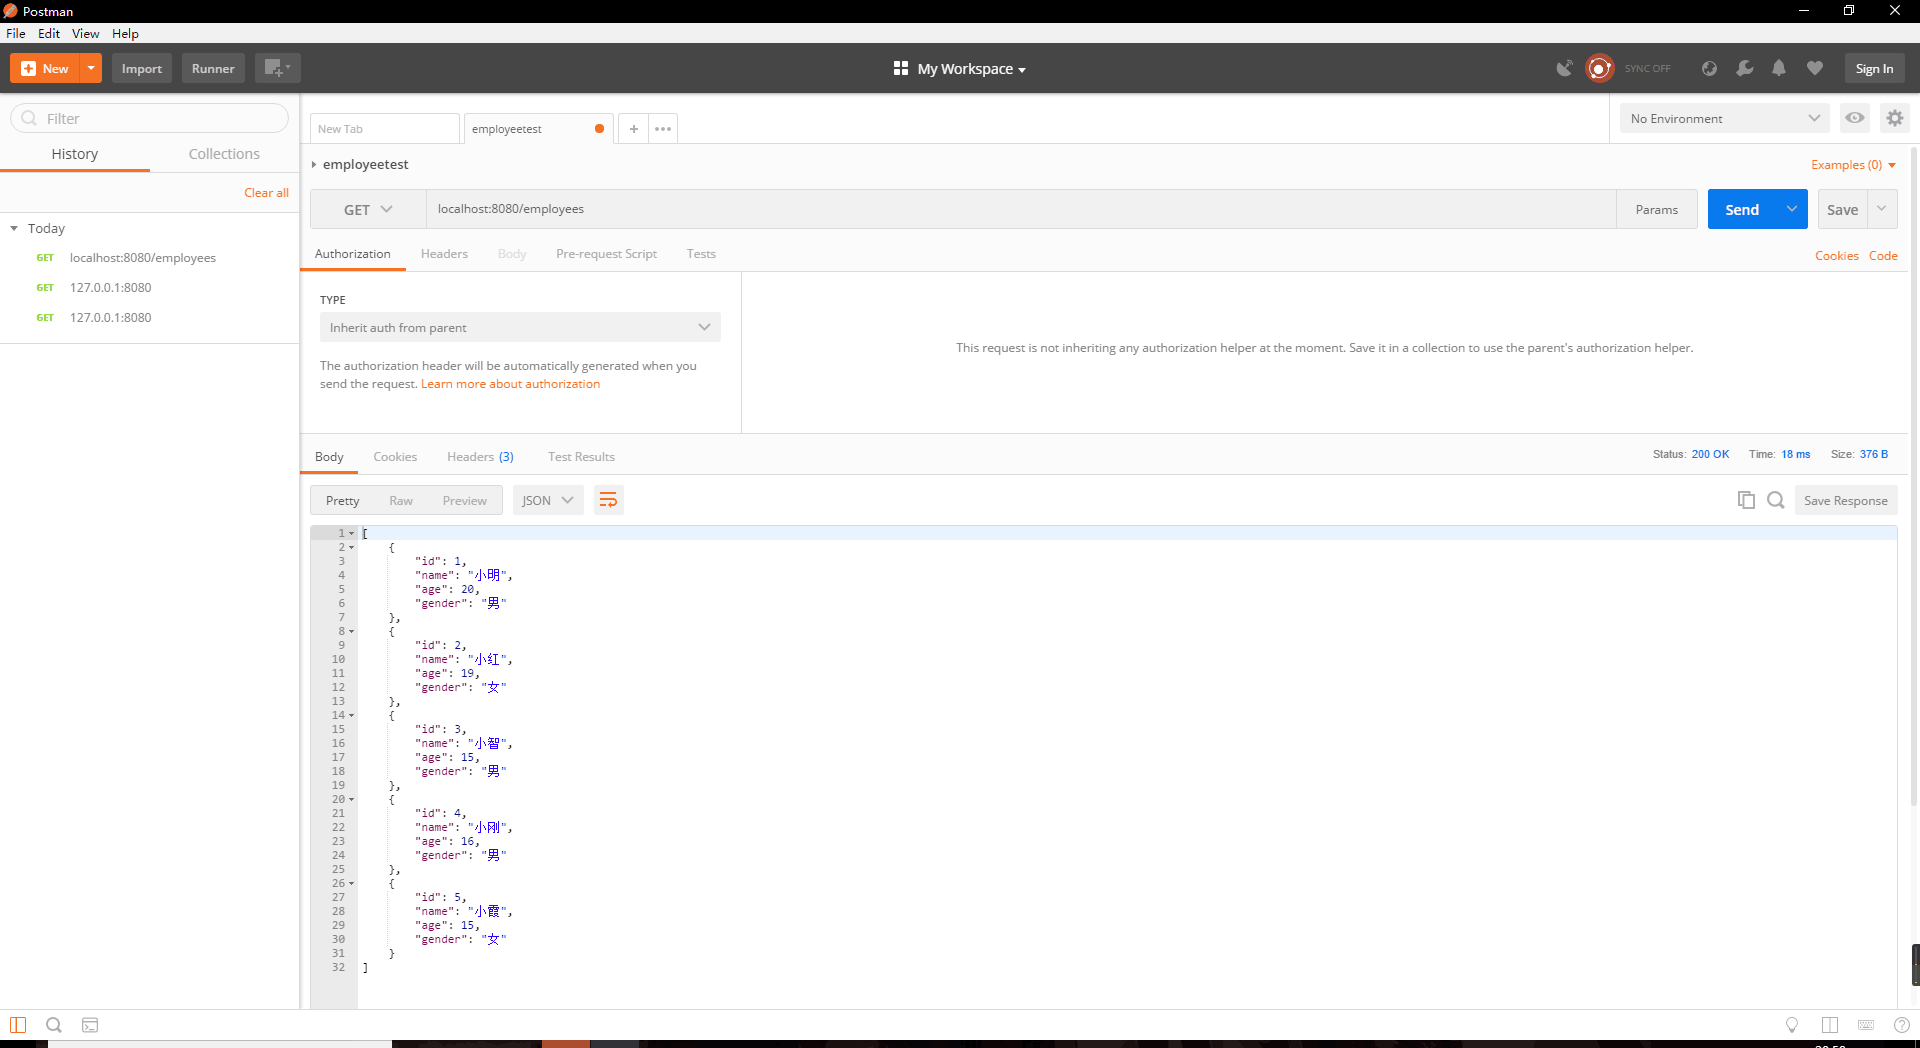 Postman
File Edit View Help
New Import Runner My Workspace SYNC OFF Sign In
Filter
History Collections
Clear all
Today
GET localhost:8080/employees
GET 127.0.0.1:8080
GET 127.0.0.1:8080
New Tab employeetest + ••• No Environment
employeetest Examples (0)
GET localhost:8080/employees Params Send Save
Authorization Headers Body Pre-request Script Tests Cookies Code
TYPE
Inherit auth from parent
The authorization header will be automatically generated when you
send the request. Learn more about authorization
This request is not inheriting any authorization helper at the moment. Save it in a collection to use the parent's authorization helper.
Body Cookies Headers (3) Test Results Status: 200 OK Time: 18 ms Size: 376 B
Pretty Raw Preview JSON Save Response
1 [
2 {
3 "id": 1,
4 "name": "小明",
5 "age": 20,
6 "gender": "男"
7 },
8 {
9 "id": 2,
10 "name": "小红",
11 "age": 19,
12 "gender": "女"
13 },
14 {
15 "id": 3,
16 "name": "小智",
17 "age": 15,
18 "gender": "男"
19 },
20 {
21 "id": 4,
22 "name": "小刚",
23 "age": 16,
24 "gender": "男"
25 },
26 {
27 "id": 5,
28 "name": "小霞",
29 "age": 15,
30 "gender": "女"
31 }
32 ]